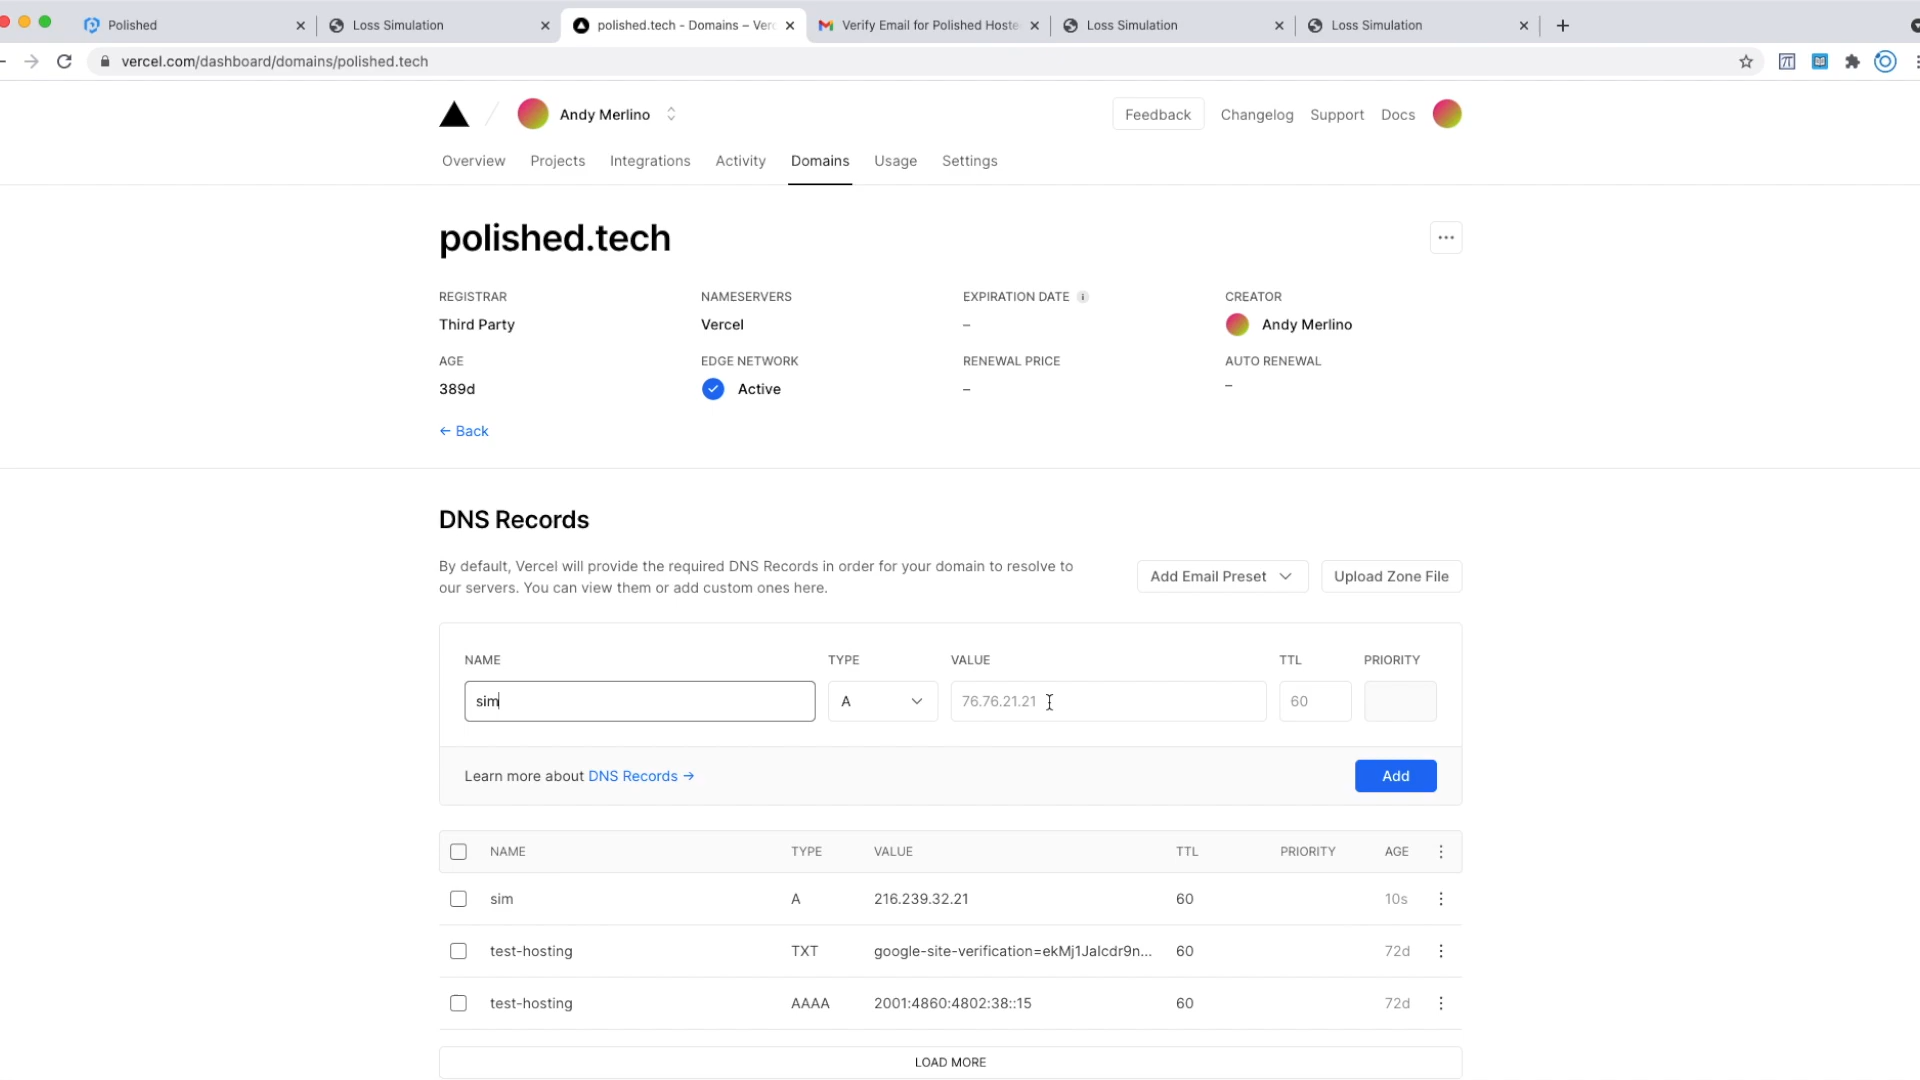 Polished
Loss Simulation
polished.tech - Domains – Verc
Verify Email for Polished Hoste
Loss Simulation
Loss Simulation
vercel.com/dashboard/domains/polished.tech
Andy Merlino
Feedback
Changelog
Support
Docs
Overview
Projects
Integrations
Activity
Domains
Usage
Settings
polished.tech
REGISTRAR
NAMESERVERS
EXPIRATION DATE
CREATOR
Third Party
Vercel
–
Andy Merlino
AGE
EDGE NETWORK
RENEWAL PRICE
AUTO RENEWAL
389d
Active
–
–
← Back
DNS Records
By default, Vercel will provide the required DNS Records in order for your domain to resolve to
our servers. You can view them or add custom ones here.
Add Email Preset
Upload Zone File
NAME
TYPE
VALUE
TTL
PRIORITY
sim
A
76.76.21.21
60
Learn more about DNS Records →
Add
NAME TYPE VALUE TTL PRIORITY AGE
sim A 216.239.32.21 60 10s
test-hosting TXT google-site-verification=ekMj1Jalcdr9n... 60 72d
test-hosting AAAA 2001:4860:4802:38::15 60 72d
LOAD MORE